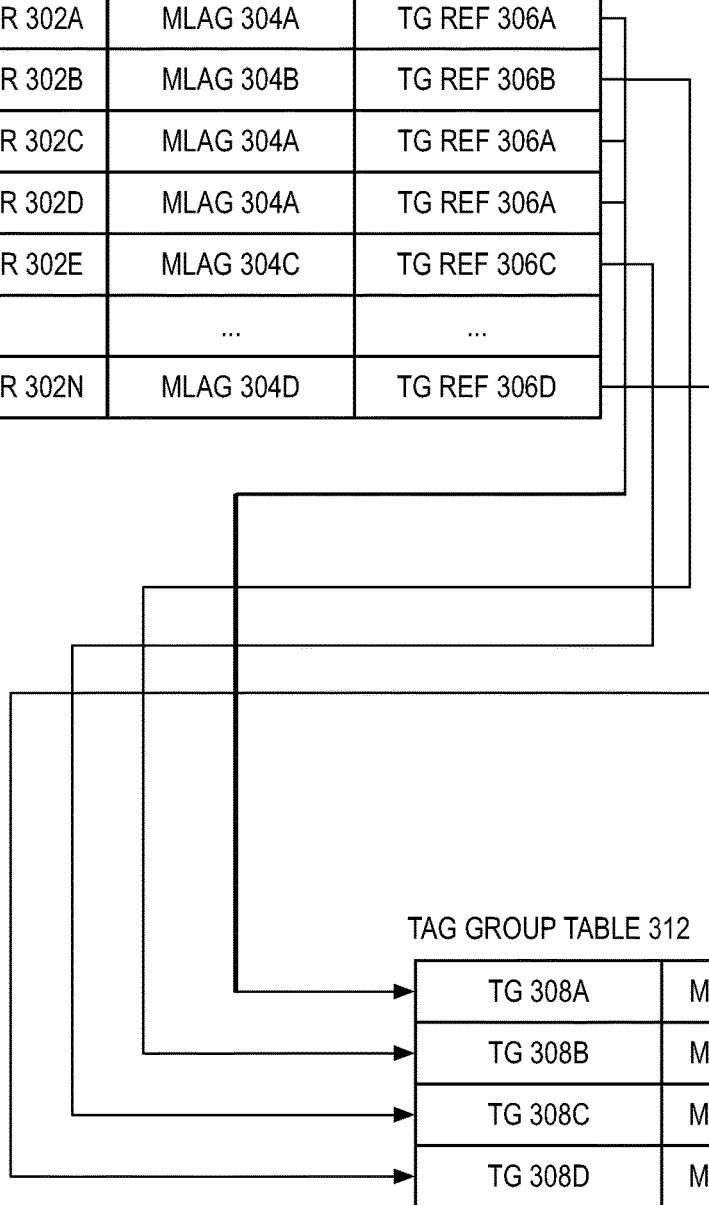 R 302A MLAG 304A TG REF 306A
R 302B MLAG 304B TG REF 306B
R 302C MLAG 304A TG REF 306A
R 302D MLAG 304A TG REF 306A
R 302E MLAG 304C TG REF 306C
... ...
R 302N MLAG 304D TG REF 306D
TAG GROUP TABLE 312
TG 308A M
TG 308B M
TG 308C M
TG 308D M